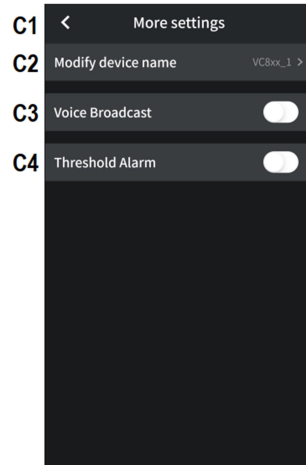 C1 < More settings
C2 Modify device name VC8xx_1 >
C3 Voice Broadcast
C4 Threshold Alarm